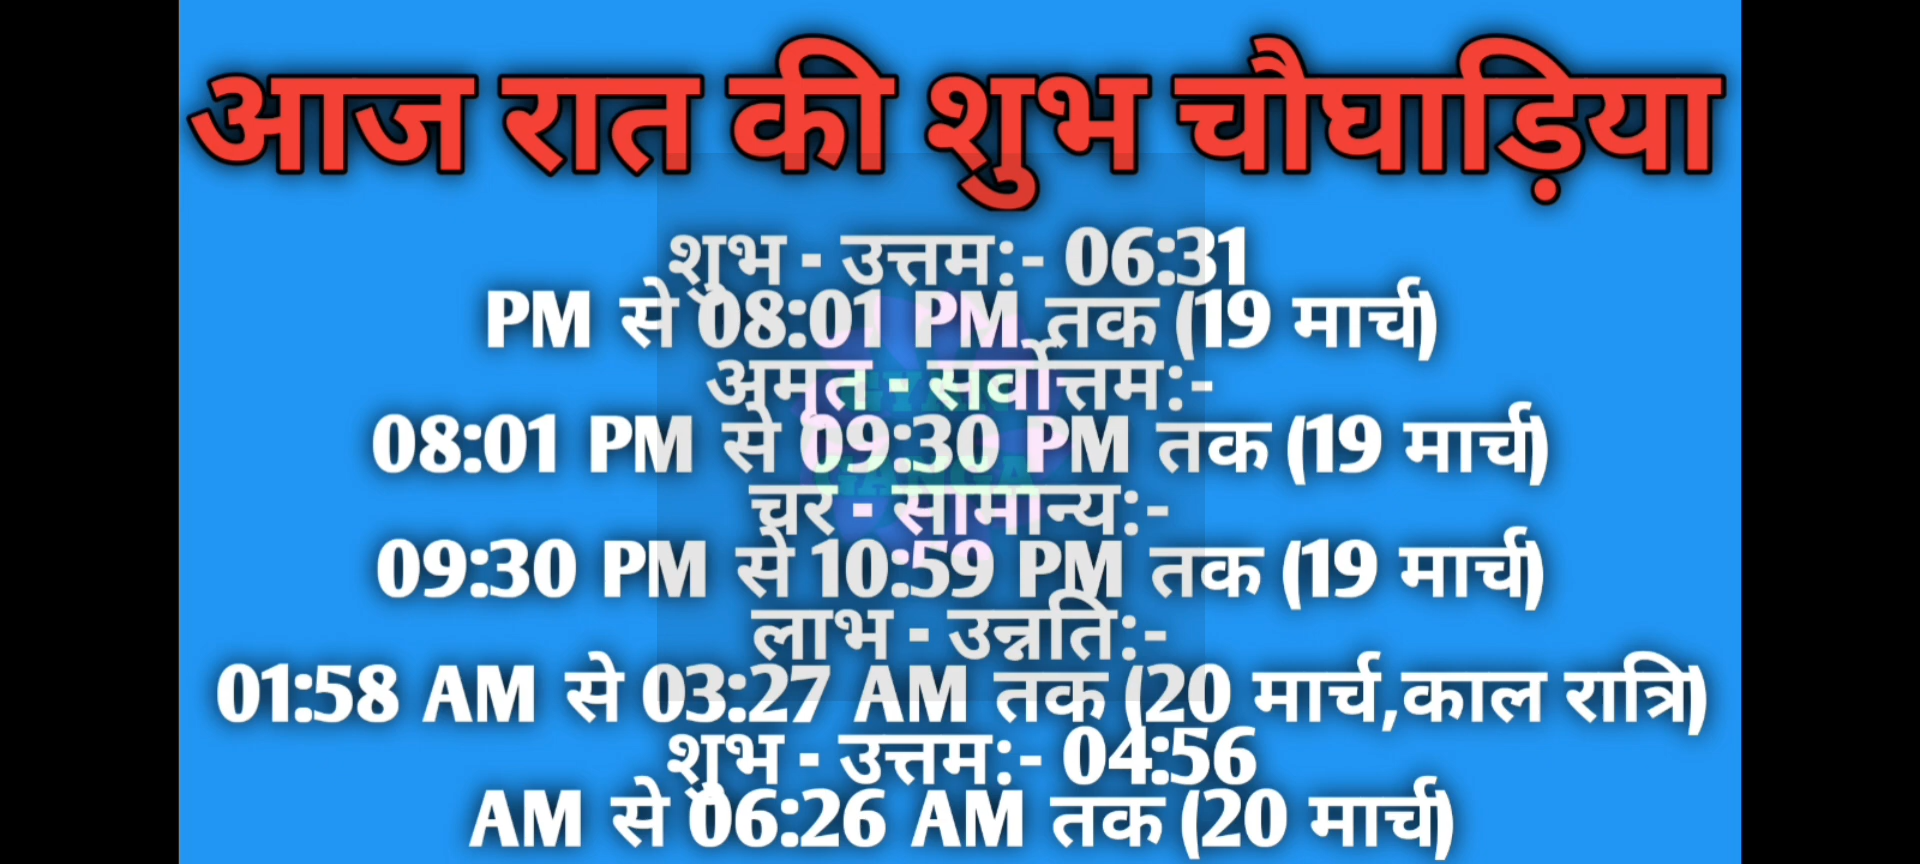 आज रात की शुभ चौघाड़िया
शुभ - उत्तम:- 06:31
PM से 08:01 PM तक (19 मार्च)
अमृत - सर्वोत्तम:-
08:01 PM से 09:30 PM तक (19 मार्च)
चर - सामान्य:-
09:30 PM से 10:59 PM तक (19 मार्च)
लाभ - उन्नति:-
01:58 AM से 03:27 AM तक (20 मार्च,काल रात्रि)
शुभ - उत्तम:- 04:56
AM से 06:26 AM तक (20 मार्च)
GYAN
GANGA